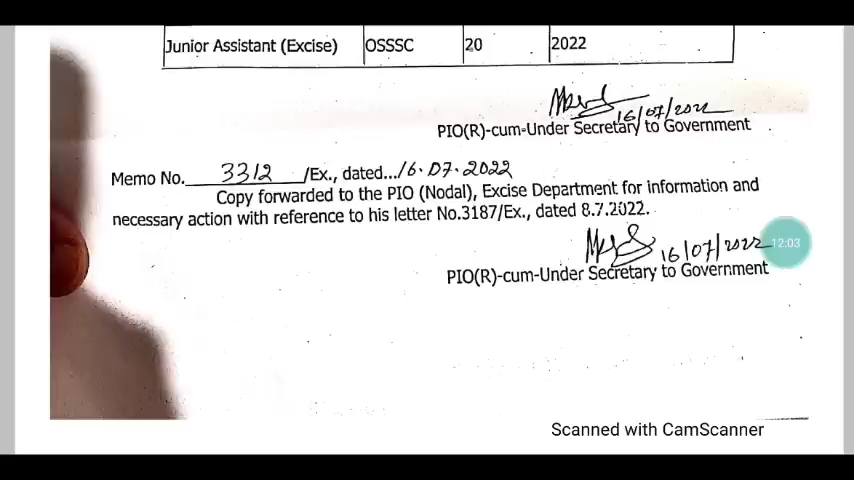 Junior Assistant (Excise) OSSSC 20 2022
16/07/2022
PIO(R)-cum-Under Secretary to Government
Memo No. 3312 /Ex., dated...16.07.2022
Copy forwarded to the PIO (Nodal), Excise Department for information and
necessary action with reference to his letter No.3187/Ex., dated 8.7.2022.
16/07/2022
12:03
PIO(R)-cum-Under Secretary to Government
Scanned with CamScanner